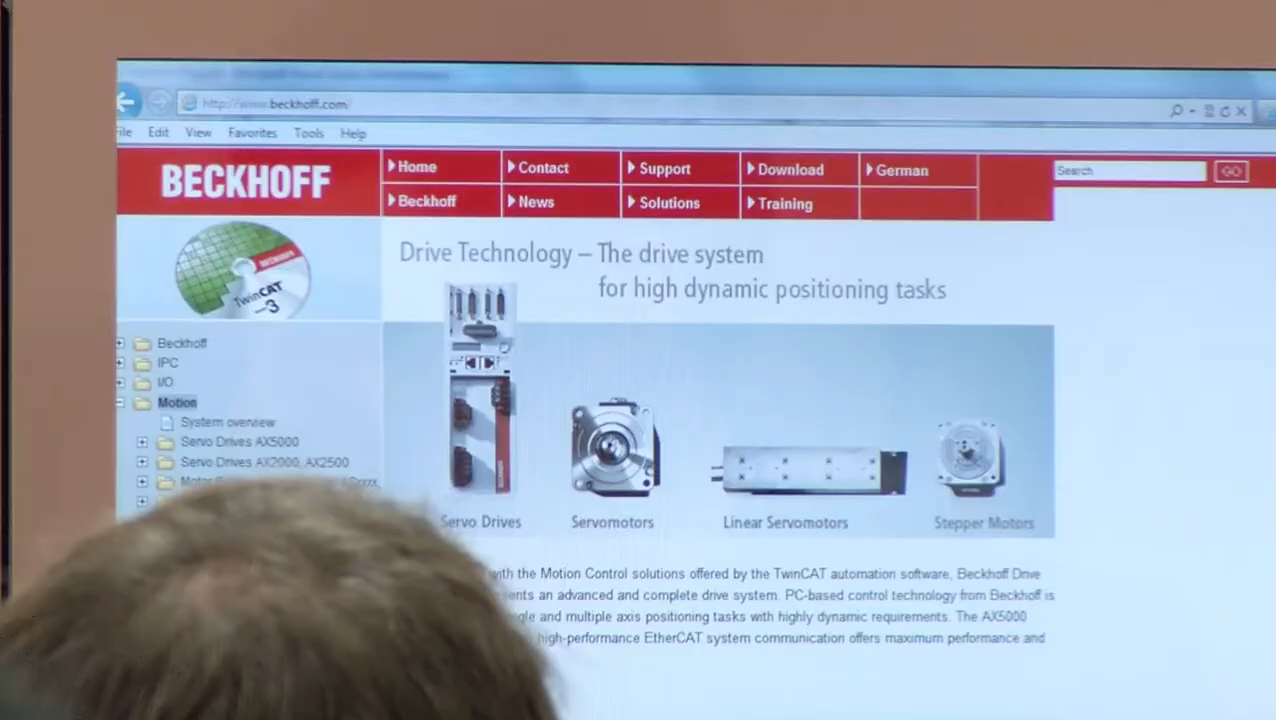 http://www.beckhoff.com/
File Edit View Favorites Tools Help
BECKHOFF
Home Contact Support Download German
Beckhoff News Solutions Training
Search GO
BECKHOFF
TwinCAT
3
Drive Technology – The drive system
for high dynamic positioning tasks
Beckhoff
IPC
I/O
Motion
System overview
Servo Drives AX5000
Servo Drives AX2000, AX2500
Servo Drives Servomotors Linear Servomotors Stepper Motors
with the Motion Control solutions offered by the TwinCAT automation software, Beckhoff Drive
an advanced and complete drive system. PC-based control technology from Beckhoff is
and multiple axis positioning tasks with highly dynamic requirements. The AX5000
high-performance EtherCAT system communication offers maximum performance and